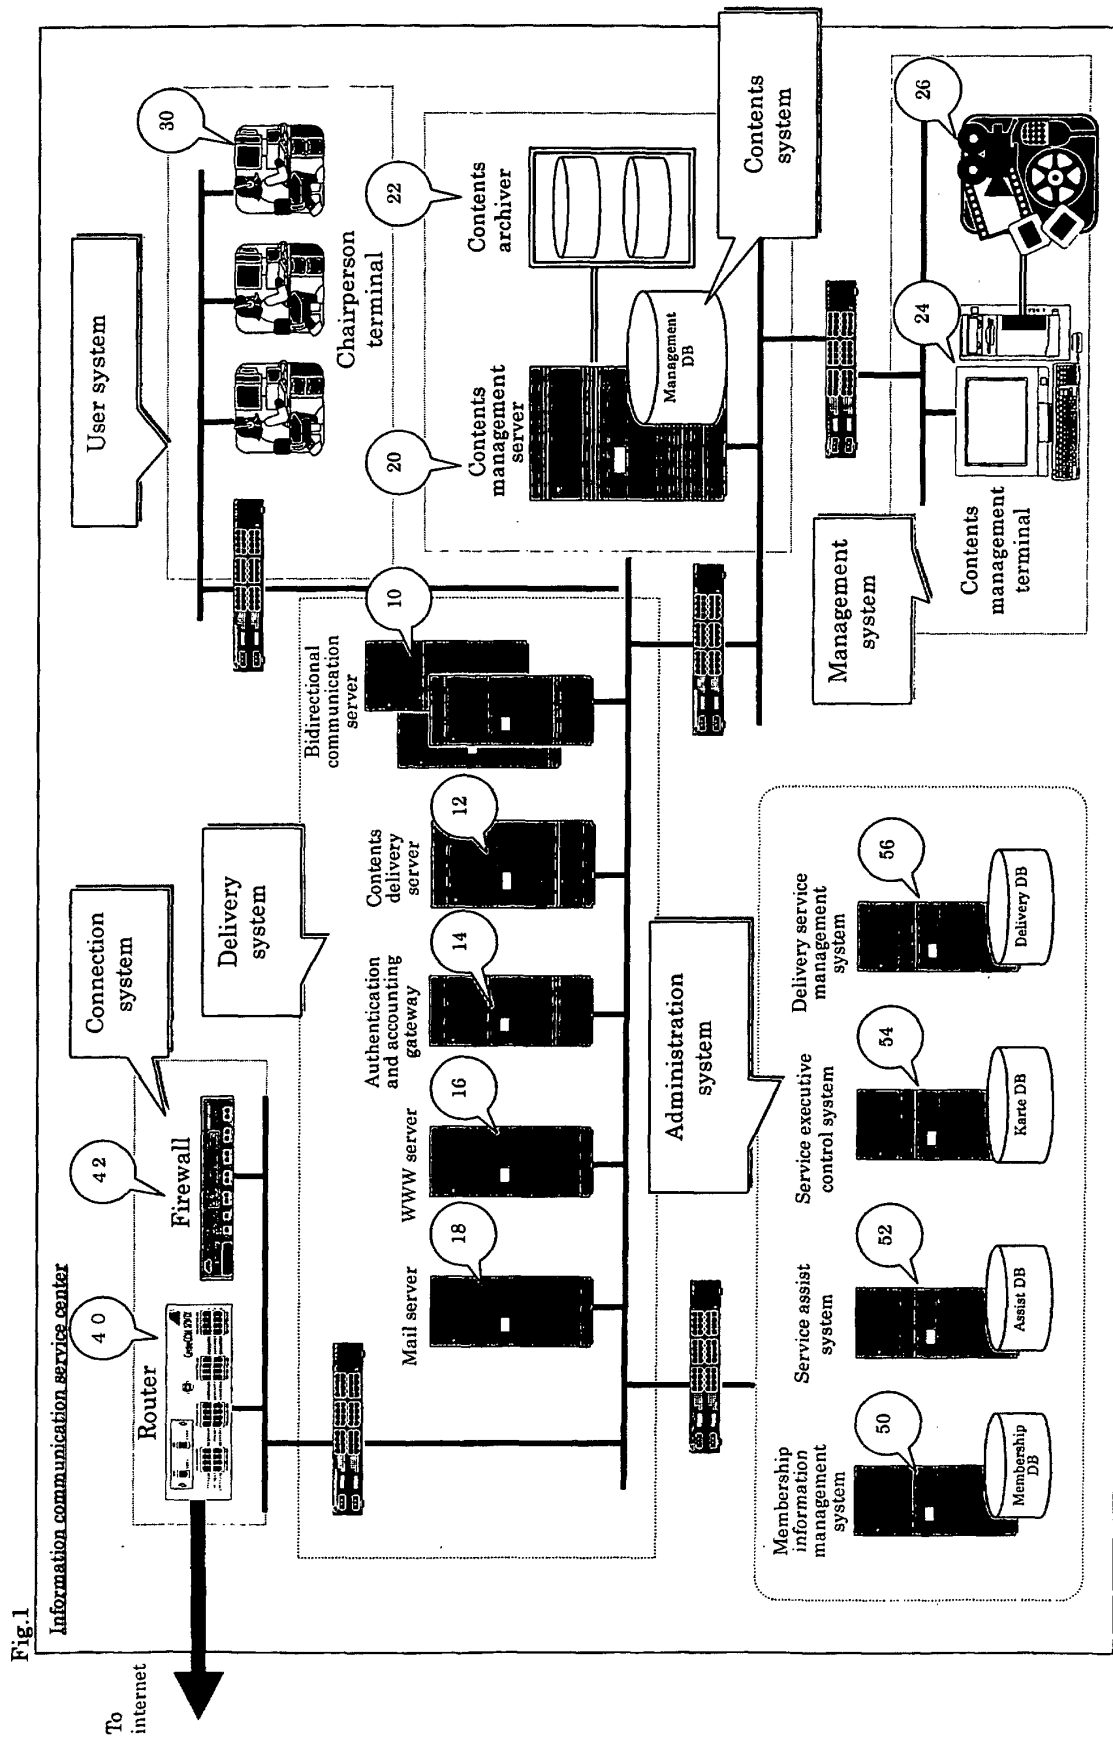 Fig.1
Information communication service center
To
internet
Router
40
Firewall
42
Connection
system
Delivery
system
User system
30
Chairperson
terminal
Mail server
18
WWW server
16
Authentication
and accounting
gateway
14
Contents
delivery
server
12
Bidirectional
communication
server
10
20
Contents
management
server
Management
DB
22
Contents
archiver
Contents
system
Administration
system
Membership
information
management
system
50
Membership
DB
Service assist
system
52
Assist DB
Service executive
control system
54
Karte DB
Delivery service
management
system
56
Delivery DB
Management
system
Contents
management
terminal
24
26